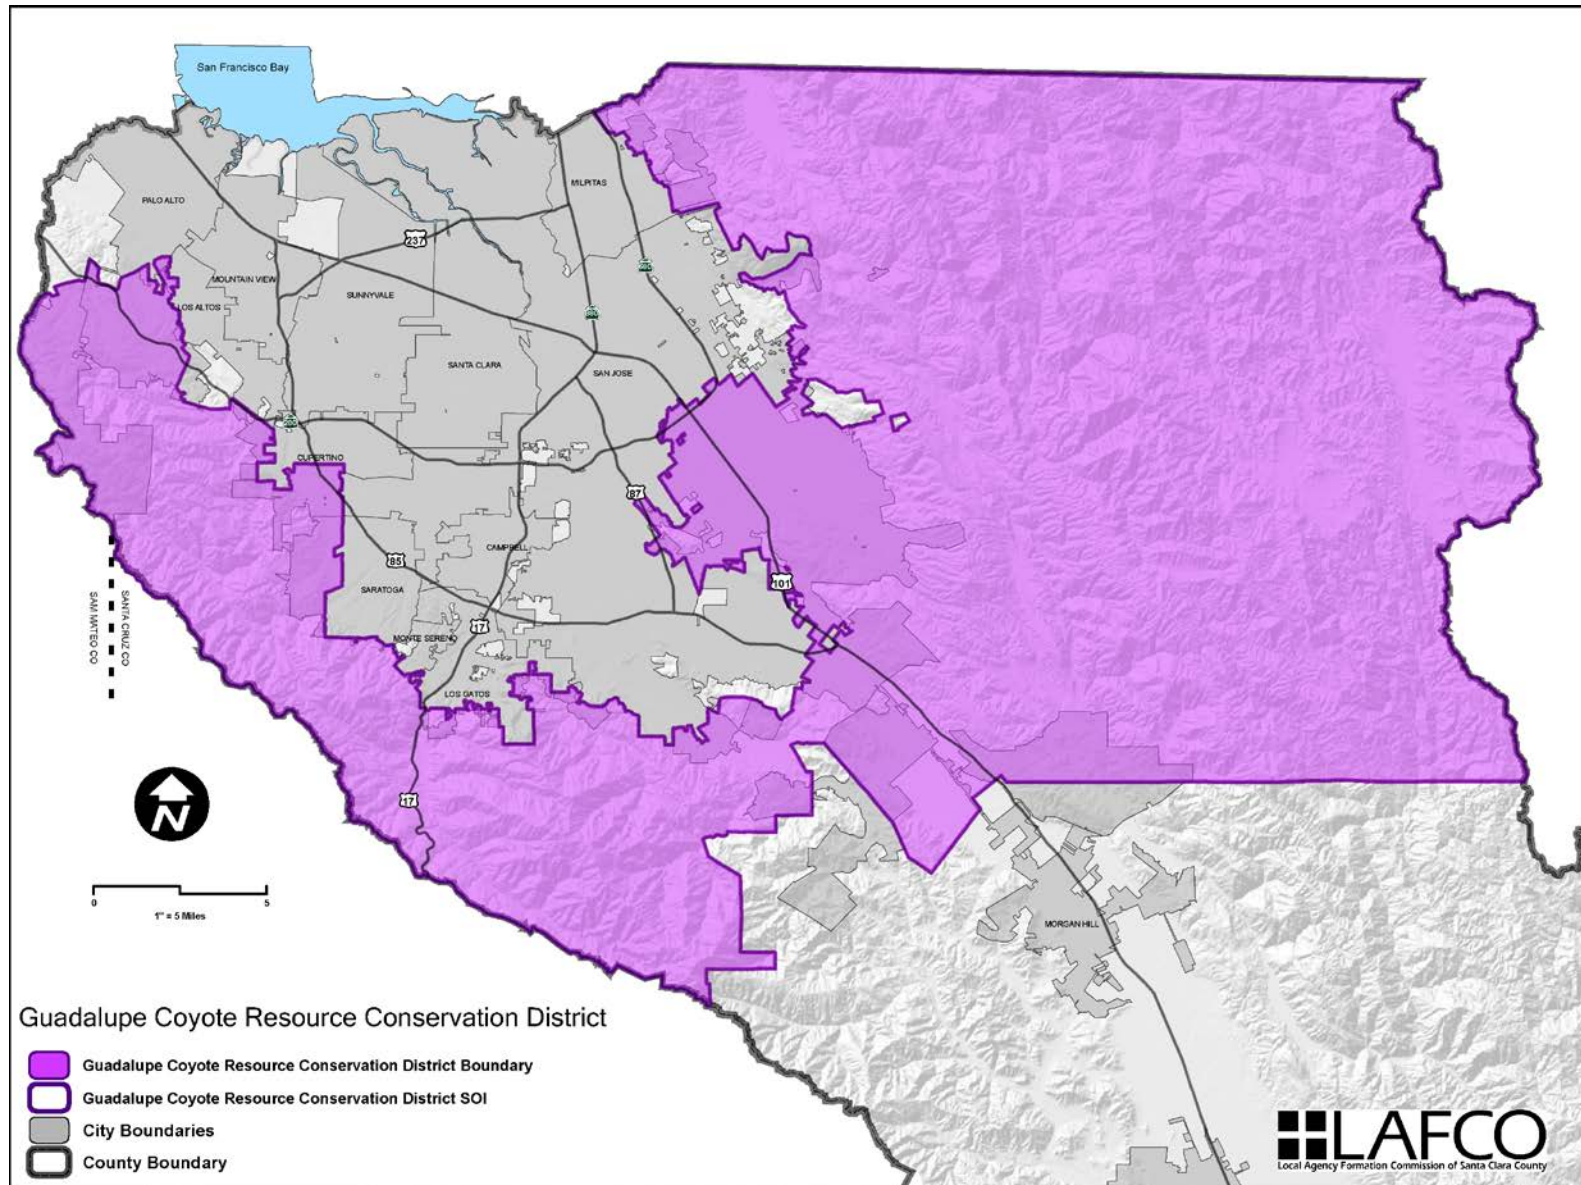 San Francisco Bay
MILPITAS
PALO ALTO
237
MOUNTAIN VIEW
SUNNYVALE
LOS ALTOS
SANTA CLARA
SAN JOSE
CUPERTINO
87
CAMPBELL
85
101
SARATOGA
SANTA CRUZ CO
SAM MATEO CO
17
MONTE SERENO
LOS GATOS
N
17
0 5
1" = 5 Miles
MORGAN HILL
Guadalupe Coyote Resource Conservation District
Guadalupe Coyote Resource Conservation District Boundary
Guadalupe Coyote Resource Conservation District SOI
City Boundaries
County Boundary
LAFCO
Local Agency Formation Commission of Santa Clara County